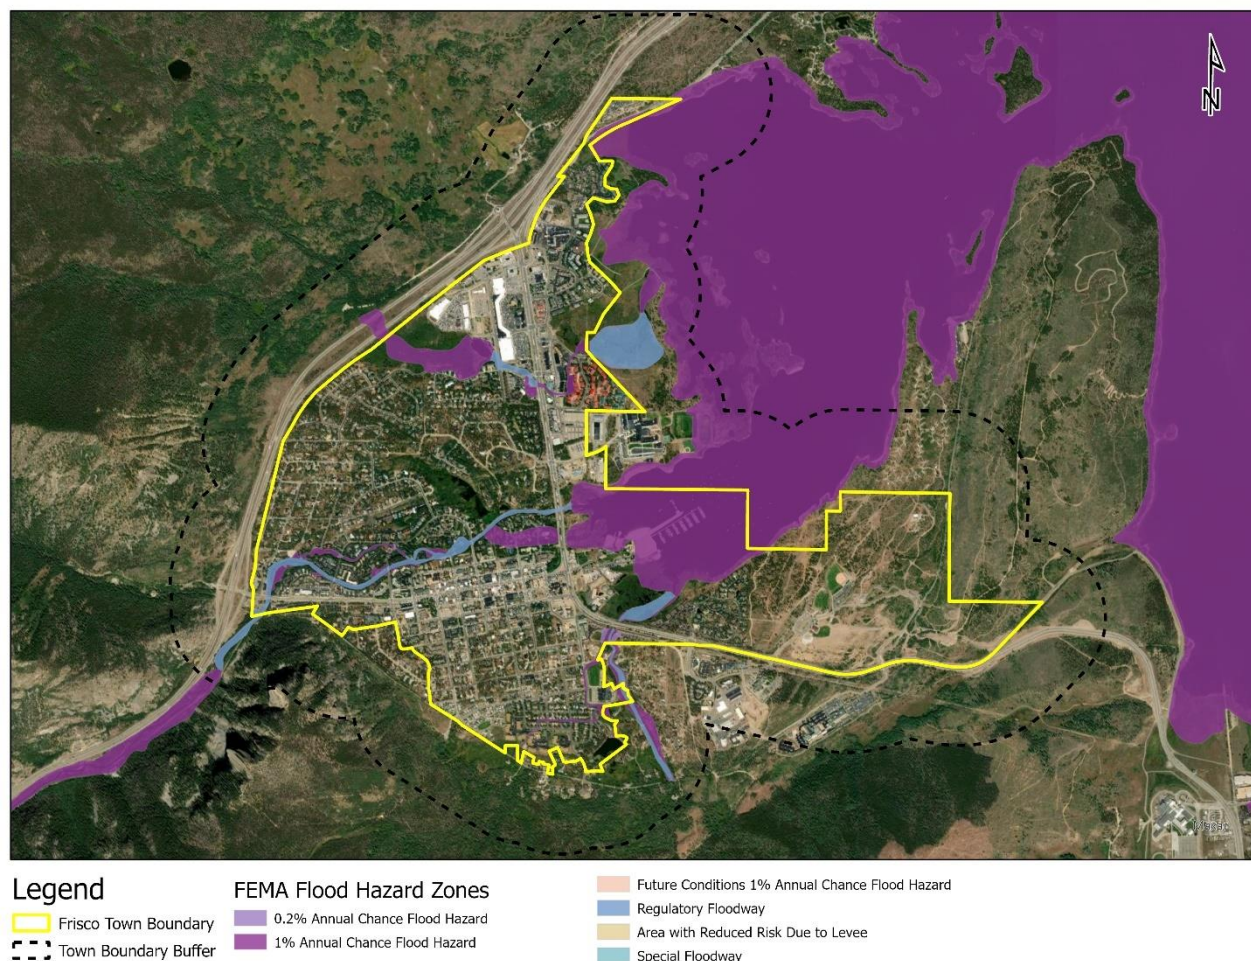 N
Legend
Frisco Town Boundary
Town Boundary Buffer
FEMA Flood Hazard Zones
0.2% Annual Chance Flood Hazard
1% Annual Chance Flood Hazard
Future Conditions 1% Annual Chance Flood Hazard
Regulatory Floodway
Area with Reduced Risk Due to Levee
Special Floodway